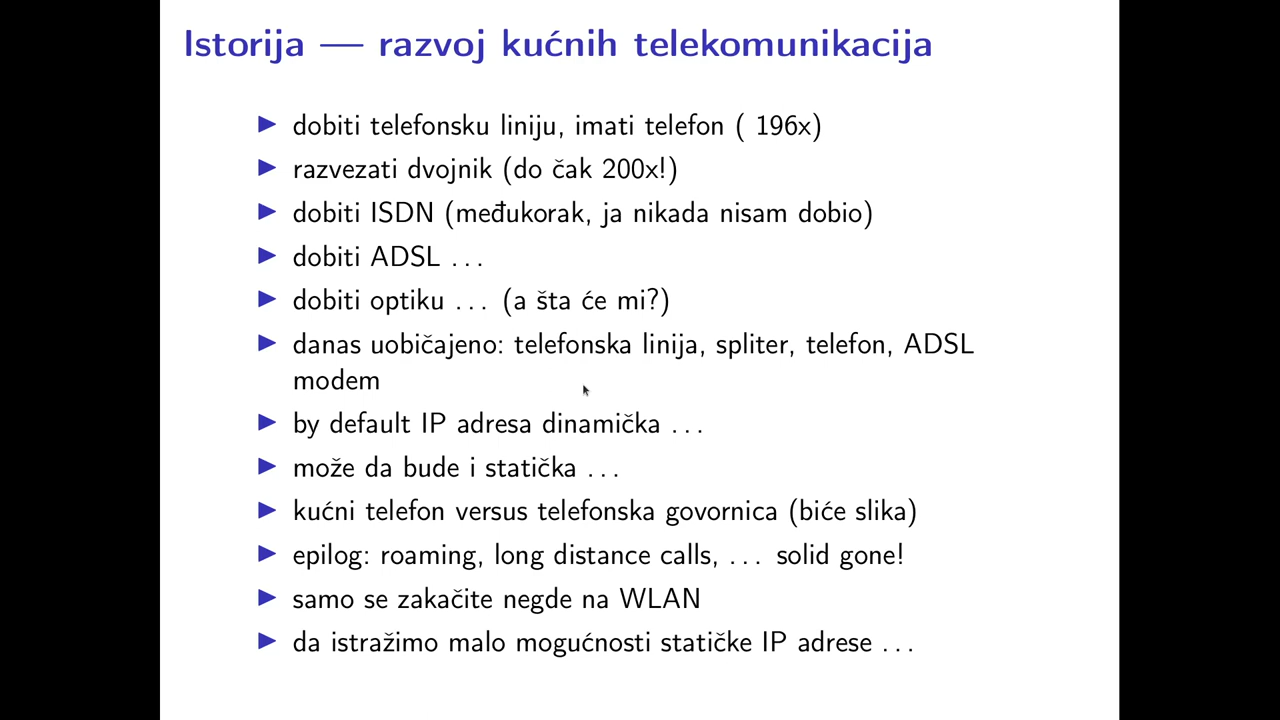 Istorija — razvoj kućnih telekomunikacija
▶ dobiti telefonsku liniju, imati telefon ( 196x)
▶ razvezati dvojnik (do čak 200x!)
▶ dobiti ISDN (međukorak, ja nikada nisam dobio)
▶ dobiti ADSL ...
▶ dobiti optiku ... (a šta će mi?)
▶ danas uobičajeno: telefonska linija, spliter, telefon, ADSL
modem
▶ by default IP adresa dinamička ...
▶ može da bude i statička ...
▶ kućni telefon versus telefonska govornica (biće slika)
▶ epilog: roaming, long distance calls, ... solid gone!
▶ samo se zakačite negde na WLAN
▶ da istražimo malo mogućnosti statičke IP adrese ...